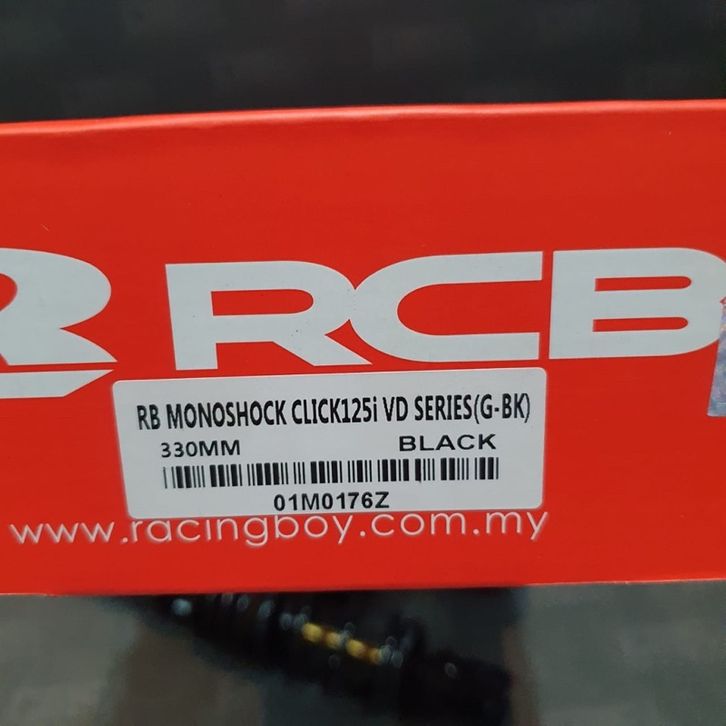 R RCB
RB MONOSHOCK CLICK125i VD SERIES(G-BK)
330MM BLACK
01M0176Z
www.racingboy.com.my